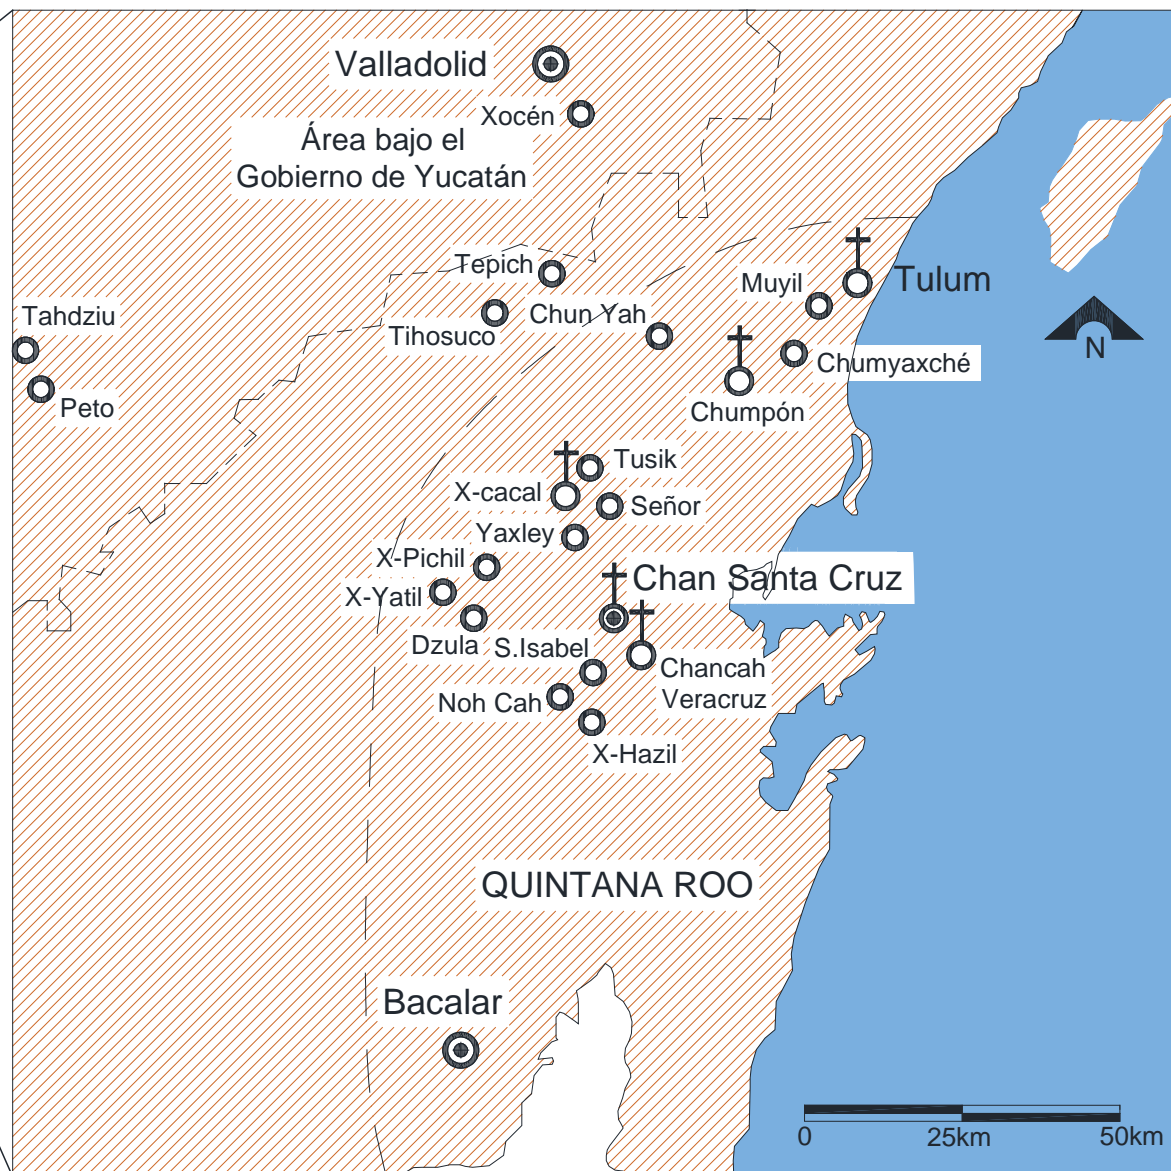 Valladolid
Xocén
Área bajo el
Gobierno de Yucatán
Tepich
Muyil
Tulum
Tahdziu
Tihosuco
Chun Yah
N
Chumyaxché
Peto
Chumpón
Tusik
X-cacal
Señor
Yaxley
X-Pichil
Chan Santa Cruz
X-Yatil
Dzula
S.Isabel
Chancah
Veracruz
Noh Cah
X-Hazil
QUINTANA ROO
Bacalar
0 25km 50km